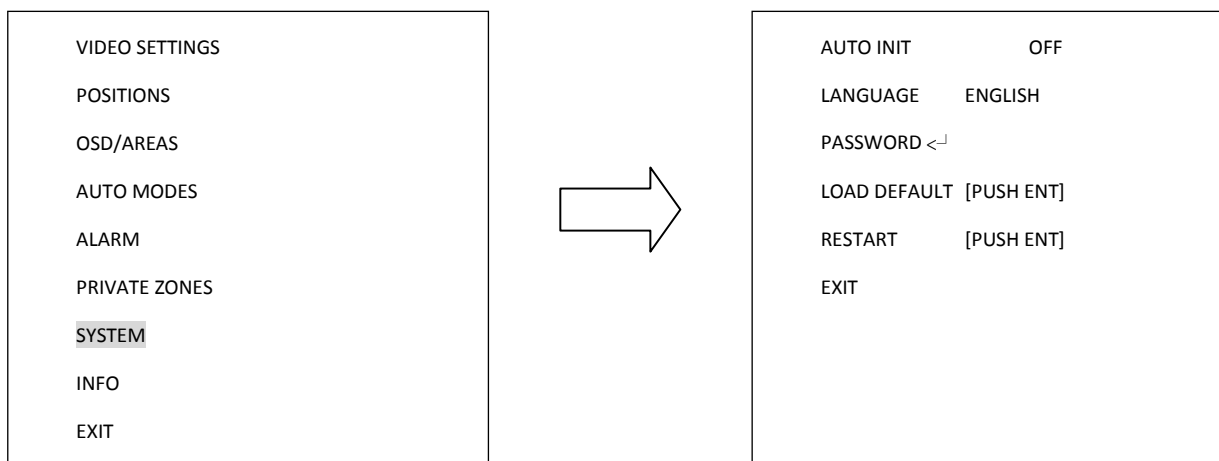 VIDEO SETTINGS
POSITIONS
OSD/AREAS
AUTO MODES
ALARM
PRIVATE ZONES
SYSTEM
INFO
EXIT
AUTO INIT OFF
LANGUAGE ENGLISH
PASSWORD <┘
LOAD DEFAULT [PUSH ENT]
RESTART [PUSH ENT]
EXIT